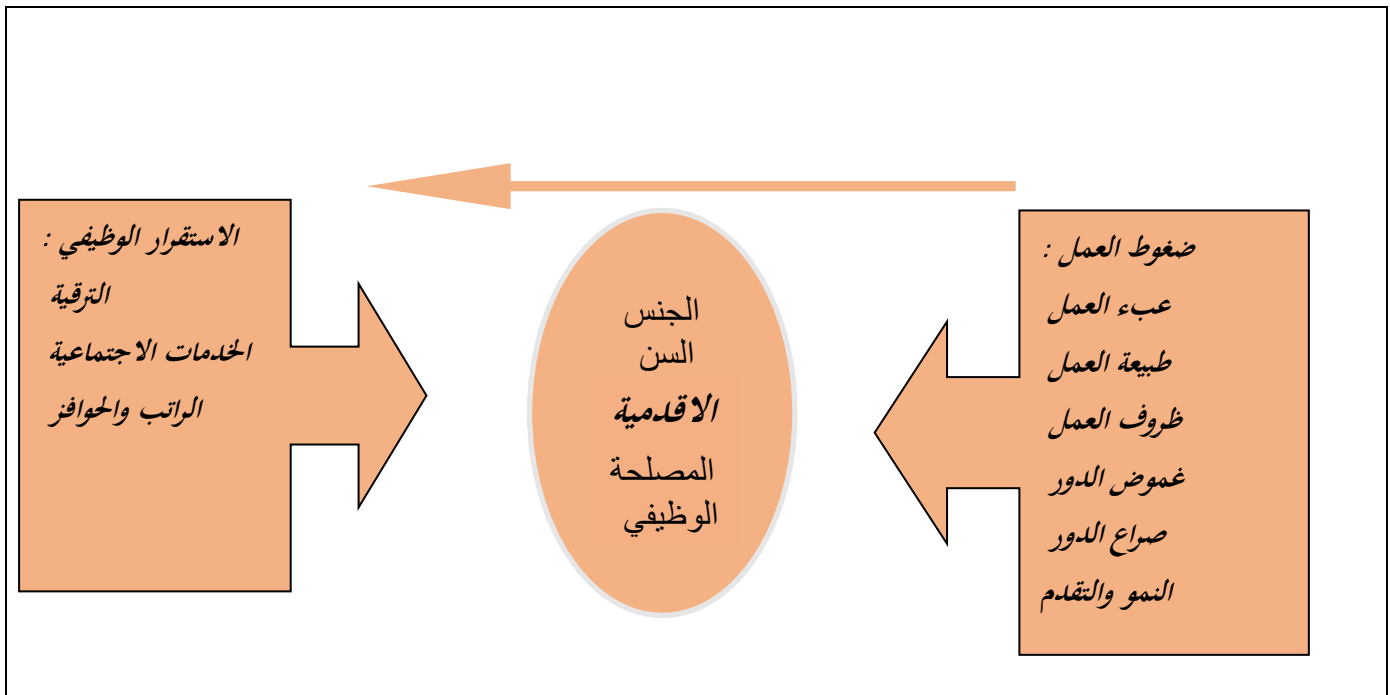 ضغوط العمل :
عبء العمل
طبيعة العمل
ظروف العمل
غموض الدور
صراع الدور
النمو والتقدم
الجنس
السن
الاقدمية
المصلحة
الوظيفي
الاستقرار الوظيفي :
الترقية
الخدمات الاجتماعية
الراتب والحوافز